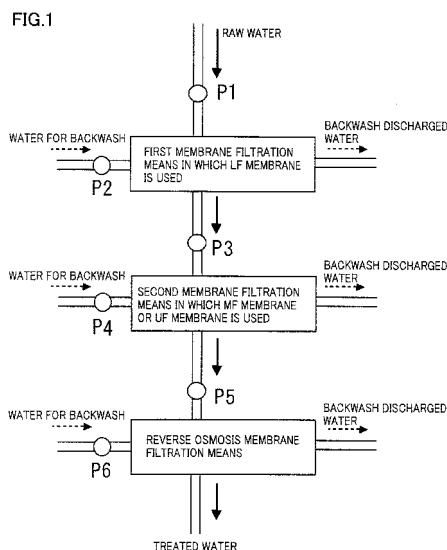 FIG.1
RAW WATER
P1
WATER FOR BACKWASH
BACKWASH DISCHARGED
WATER
P2
FIRST MEMBRANE FILTRATION
MEANS IN WHICH LF MEMBRANE
IS USED
P3
WATER FOR BACKWASH
BACKWASH DISCHARGED
WATER
P4
SECOND MEMBRANE FILTRATION
MEANS IN WHICH MF MEMBRANE
OR UF MEMBRANE IS USED
P5
WATER FOR BACKWASH
BACKWASH DISCHARGED
WATER
P6
REVERSE OSMOSIS MEMBRANE
FILTRATION MEANS
TREATED WATER